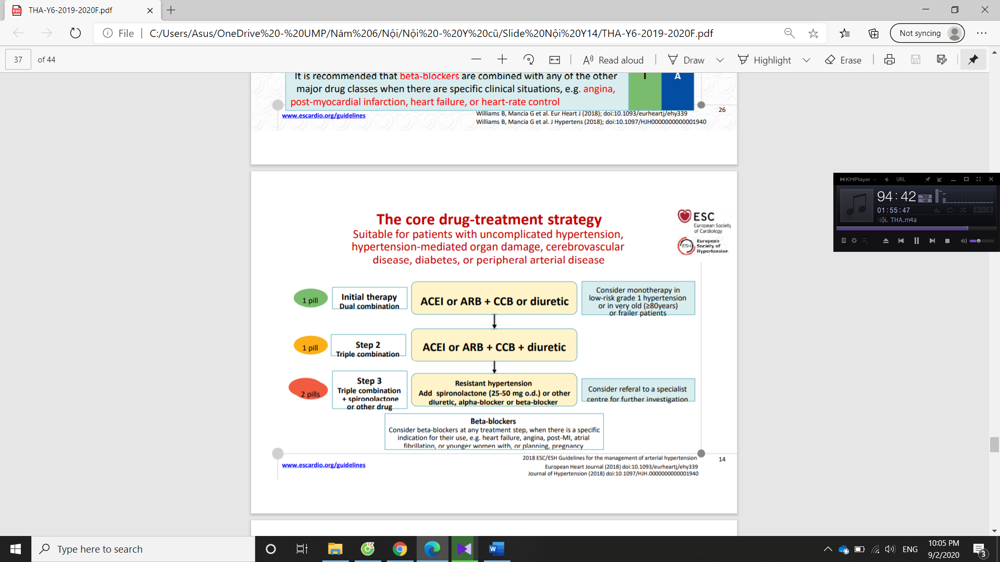 THA-Y6-2019-2020F.pdf
File
C:/Users/Asus/OneDrive%20-%20UMP/Năm%206/Nội/Nội%20-%20Y%20cũ/Slide%20Nội%20Y14/THA-Y6-2019-2020F.pdf
Not syncing
37 of 44
Read aloud
Draw
Highlight
Erase
It is recommended that beta-blockers are combined with any of the other
major drug classes when there are specific clinical situations, e.g. angina,
post-myocardial infarction, heart failure, or heart-rate control
I A
www.escardio.org/guidelines
Williams B, Mancia G et al. Eur Heart J (2018); doi:10.1093/eurheartj/ehy339
Williams B, Mancia G et al. J Hypertens (2018); doi:10.1097/HJH0000000000001940
26
The core drug-treatment strategy
Suitable for patients with uncomplicated hypertension,
hypertension-mediated organ damage, cerebrovascular
disease, diabetes, or peripheral arterial disease
ESC
European Society
of Cardiology
ESH
European
Society of
Hypertension
1 pill
Initial therapy
Dual combination
ACEI or ARB + CCB or diuretic
Consider monotherapy in
low-risk grade 1 hypertension
or in very old (≥80years)
or frailer patients
1 pill
Step 2
Triple combination
ACEI or ARB + CCB + diuretic
2 pills
Step 3
Triple combination
+ spironolactone
or other drug
Resistant hypertension
Add spironolactone (25-50 mg o.d.) or other
diuretic, alpha-blocker or beta-blocker
Consider referal to a specialist
centre for further investigation
Beta-blockers
Consider beta-blockers at any treatment step, when there is a specific
indication for their use, e.g. heart failure, angina, post-MI, atrial
fibrillation, or younger women with, or planning, pregnancy
www.escardio.org/guidelines
2018 ESC/ESH Guidelines for the management of arterial hypertension
European Heart Journal (2018) doi:10.1093/eurheartj/ehy339
Journal of Hypertension (2018) doi:10.1097/HJH.0000000000001940
14
KMPlayer
URL
94:42
768
48
01:55:47
A B
Nội. THA.m4a
Type here to search
ENG
10:05 PM
9/2/2020
3